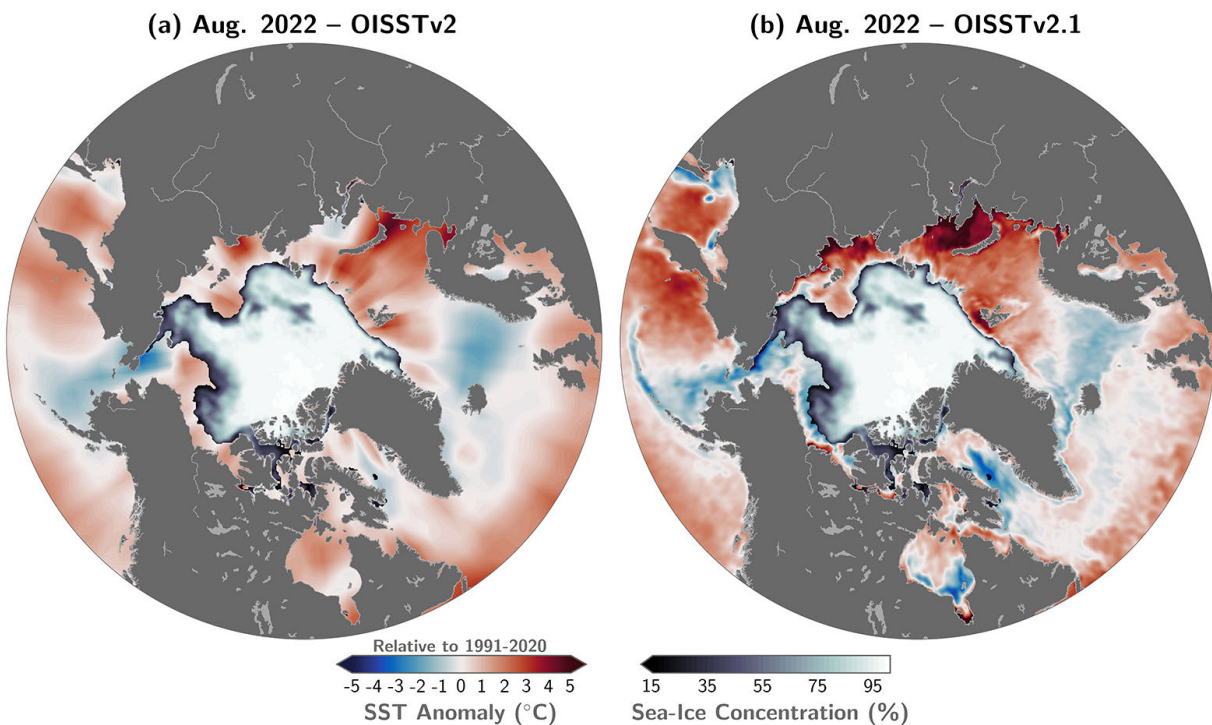 (a) Aug. 2022 – OISSTv2
(b) Aug. 2022 – OISSTv2.1
Relative to 1991-2020
-5 -4 -3 -2 -1 0 1 2 3 4 5
SST Anomaly (°C)
15 35 55 75 95
Sea-Ice Concentration (%)